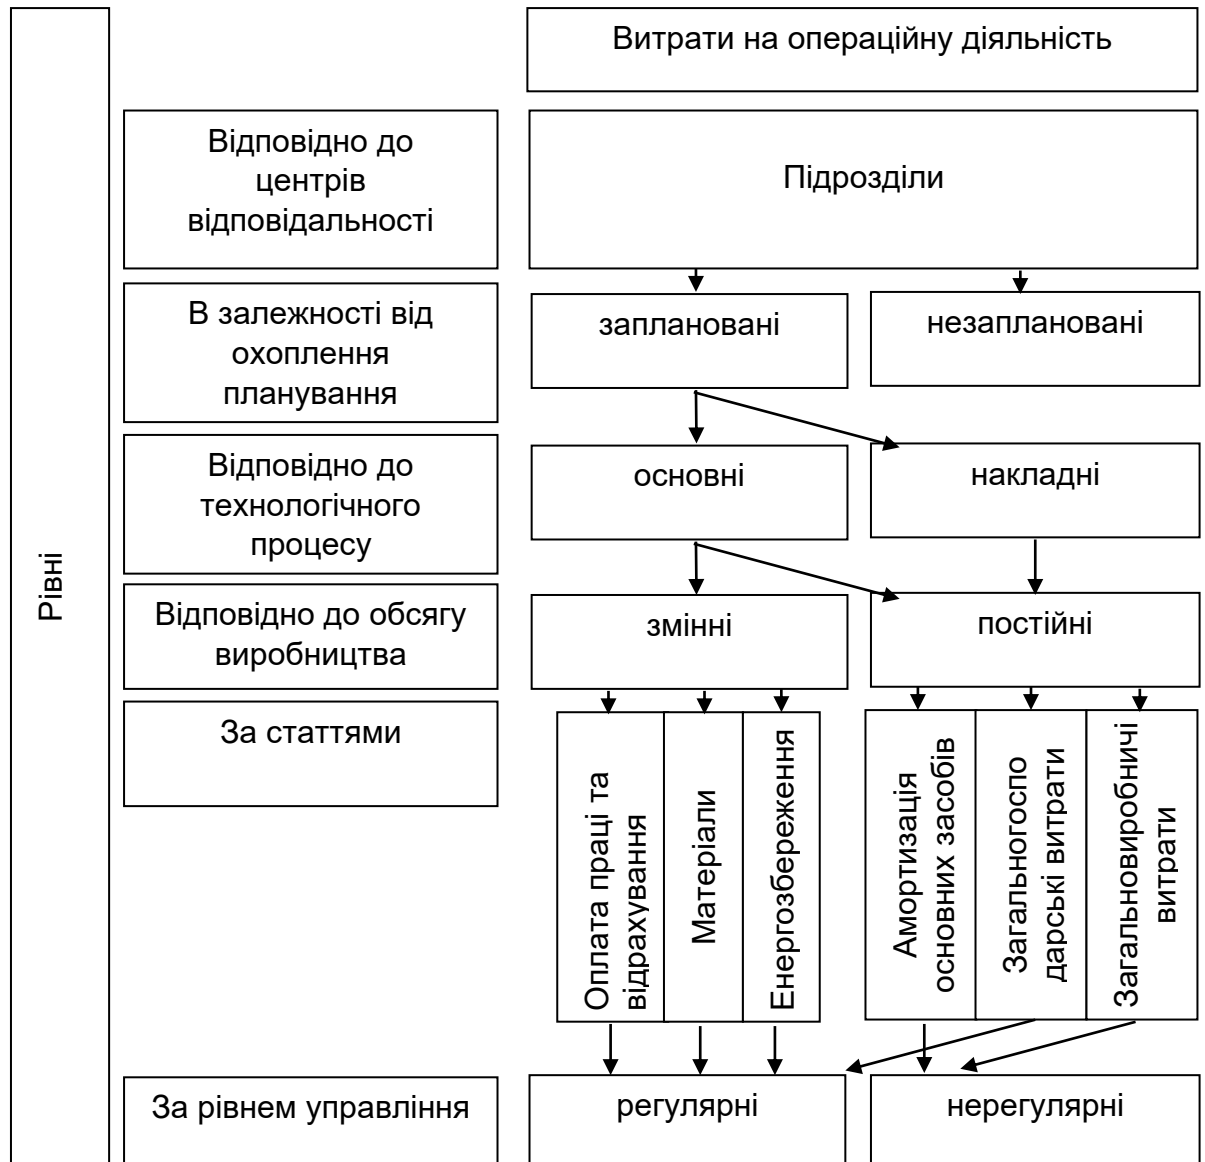 Рівні
Витрати на операційну діяльність
Відповідно до
центрів
відповідальності
Підрозділи
В залежності від
охоплення
планування
заплановані
незаплановані
Відповідно до
технологічного
процесу
основні
накладні
Відповідно до обсягу
виробництва
змінні
постійні
За статтями
Оплата праці та
відрахування
Матеріали
Енергозбереження
Амортизація
основних засобів
Загальногоспо
дарські витрати
Загальновиробничі
витрати
За рівнем управління
регулярні
нерегулярні